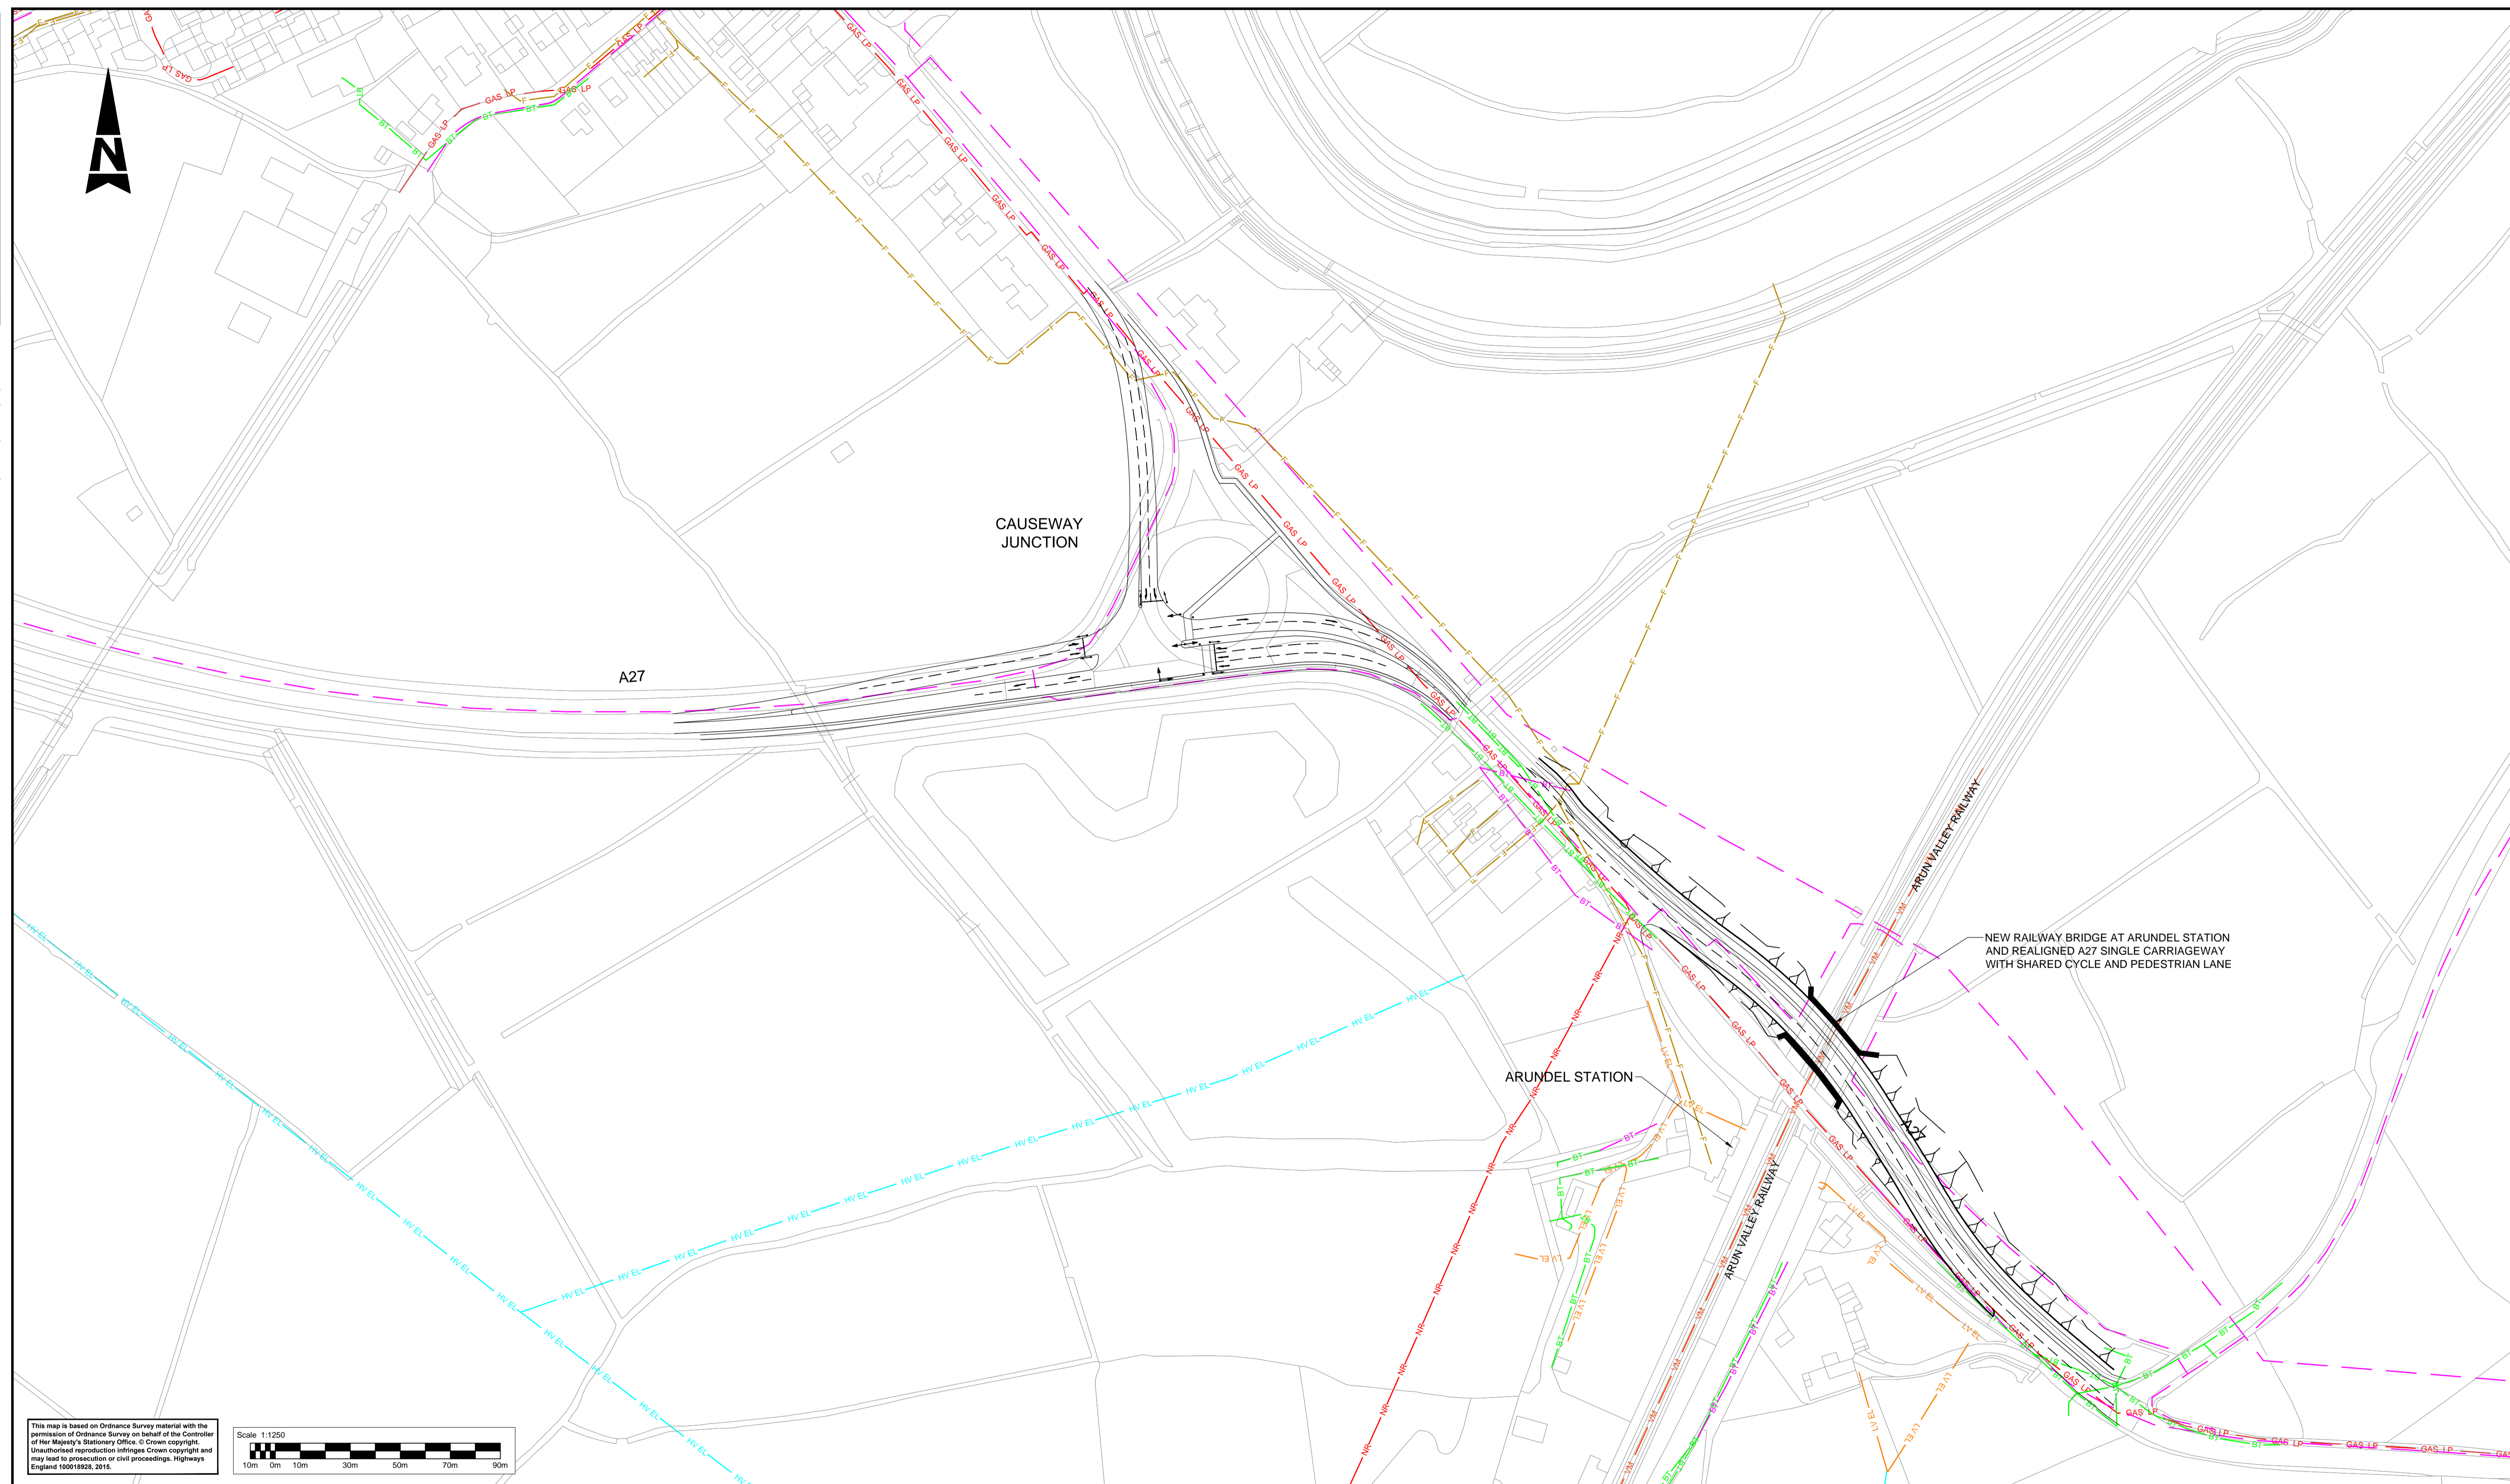 N
CAUSEWAY
JUNCTION
A27
ARUN VALLEY RAILWAY
NEW RAILWAY BRIDGE AT ARUNDEL STATION
AND REALIGNED A27 SINGLE CARRIAGEWAY
WITH SHARED CYCLE AND PEDESTRIAN LANE
ARUNDEL STATION
A27
ARUN VALLEY RAILWAY
GAS LP
BT
F
HV EL
LV EL
NR
VM
This map is based on Ordnance Survey material with the
permission of Ordnance Survey on behalf of the Controller
of Her Majesty's Stationery Office. © Crown copyright.
Unauthorised reproduction infringes Crown copyright and
may lead to prosecution or civil proceedings. Highways
England 100018928, 2015.
Scale 1:1250
10m 0m 10m 30m 50m 70m 90m